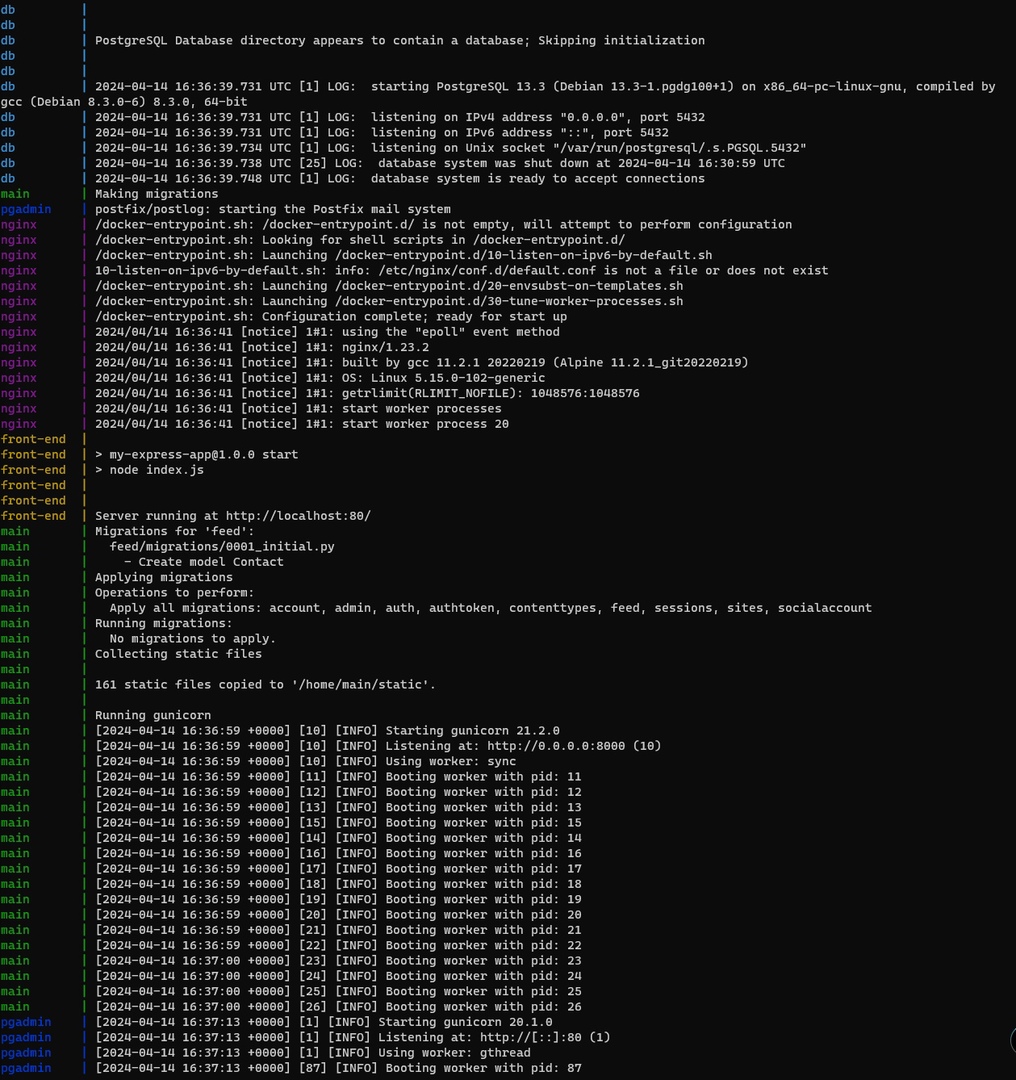 db |
db |
db | PostgreSQL Database directory appears to contain a database; Skipping initialization
db |
db |
db | 2024-04-14 16:36:39.731 UTC [1] LOG:  starting PostgreSQL 13.3 (Debian 13.3-1.pgdg100+1) on x86_64-pc-linux-gnu, compiled by
gcc (Debian 8.3.0-6) 8.3.0, 64-bit
db | 2024-04-14 16:36:39.731 UTC [1] LOG:  listening on IPv4 address "0.0.0.0", port 5432
db | 2024-04-14 16:36:39.731 UTC [1] LOG:  listening on IPv6 address "::", port 5432
db | 2024-04-14 16:36:39.734 UTC [1] LOG:  listening on Unix socket "/var/run/postgresql/.s.PGSQL.5432"
db | 2024-04-14 16:36:39.738 UTC [25] LOG:  database system was shut down at 2024-04-14 16:30:59 UTC
db | 2024-04-14 16:36:39.748 UTC [1] LOG:  database system is ready to accept connections
main | Making migrations
pgadmin | postfix/postlog: starting the Postfix mail system
nginx | /docker-entrypoint.sh: /docker-entrypoint.d/ is not empty, will attempt to perform configuration
nginx | /docker-entrypoint.sh: Looking for shell scripts in /docker-entrypoint.d/
nginx | /docker-entrypoint.sh: Launching /docker-entrypoint.d/10-listen-on-ipv6-by-default.sh
nginx | 10-listen-on-ipv6-by-default.sh: info: /etc/nginx/conf.d/default.conf is not a file or does not exist
nginx | /docker-entrypoint.sh: Launching /docker-entrypoint.d/20-envsubst-on-templates.sh
nginx | /docker-entrypoint.sh: Launching /docker-entrypoint.d/30-tune-worker-processes.sh
nginx | /docker-entrypoint.sh: Configuration complete; ready for start up
nginx | 2024/04/14 16:36:41 [notice] 1#1: using the "epoll" event method
nginx | 2024/04/14 16:36:41 [notice] 1#1: nginx/1.23.2
nginx | 2024/04/14 16:36:41 [notice] 1#1: built by gcc 11.2.1 20220219 (Alpine 11.2.1_git20220219)
nginx | 2024/04/14 16:36:41 [notice] 1#1: OS: Linux 5.15.0-102-generic
nginx | 2024/04/14 16:36:41 [notice] 1#1: getrlimit(RLIMIT_NOFILE): 1048576:1048576
nginx | 2024/04/14 16:36:41 [notice] 1#1: start worker processes
nginx | 2024/04/14 16:36:41 [notice] 1#1: start worker process 20
front-end |
front-end | > my-express-app@1.0.0 start
front-end | > node index.js
front-end |
front-end |
front-end | Server running at http://localhost:80/
main | Migrations for 'feed':
main |   feed/migrations/0001_initial.py
main |     - Create model Contact
main | Applying migrations
main | Operations to perform:
main |   Apply all migrations: account, admin, auth, authtoken, contenttypes, feed, sessions, sites, socialaccount
main | Running migrations:
main |   No migrations to apply.
main | Collecting static files
main |
main | 161 static files copied to '/home/main/static'.
main |
main | Running gunicorn
main | [2024-04-14 16:36:59 +0000] [10] [INFO] Starting gunicorn 21.2.0
main | [2024-04-14 16:36:59 +0000] [10] [INFO] Listening at: http://0.0.0.0:8000 (10)
main | [2024-04-14 16:36:59 +0000] [10] [INFO] Using worker: sync
main | [2024-04-14 16:36:59 +0000] [11] [INFO] Booting worker with pid: 11
main | [2024-04-14 16:36:59 +0000] [12] [INFO] Booting worker with pid: 12
main | [2024-04-14 16:36:59 +0000] [13] [INFO] Booting worker with pid: 13
main | [2024-04-14 16:36:59 +0000] [15] [INFO] Booting worker with pid: 15
main | [2024-04-14 16:36:59 +0000] [14] [INFO] Booting worker with pid: 14
main | [2024-04-14 16:36:59 +0000] [16] [INFO] Booting worker with pid: 16
main | [2024-04-14 16:36:59 +0000] [17] [INFO] Booting worker with pid: 17
main | [2024-04-14 16:36:59 +0000] [18] [INFO] Booting worker with pid: 18
main | [2024-04-14 16:36:59 +0000] [19] [INFO] Booting worker with pid: 19
main | [2024-04-14 16:36:59 +0000] [20] [INFO] Booting worker with pid: 20
main | [2024-04-14 16:36:59 +0000] [21] [INFO] Booting worker with pid: 21
main | [2024-04-14 16:36:59 +0000] [22] [INFO] Booting worker with pid: 22
main | [2024-04-14 16:37:00 +0000] [23] [INFO] Booting worker with pid: 23
main | [2024-04-14 16:37:00 +0000] [24] [INFO] Booting worker with pid: 24
main | [2024-04-14 16:37:00 +0000] [25] [INFO] Booting worker with pid: 25
main | [2024-04-14 16:37:00 +0000] [26] [INFO] Booting worker with pid: 26
pgadmin | [2024-04-14 16:37:13 +0000] [1] [INFO] Starting gunicorn 20.1.0
pgadmin | [2024-04-14 16:37:13 +0000] [1] [INFO] Listening at: http://[::]:80 (1)
pgadmin | [2024-04-14 16:37:13 +0000] [1] [INFO] Using worker: gthread
pgadmin | [2024-04-14 16:37:13 +0000] [87] [INFO] Booting worker with pid: 87